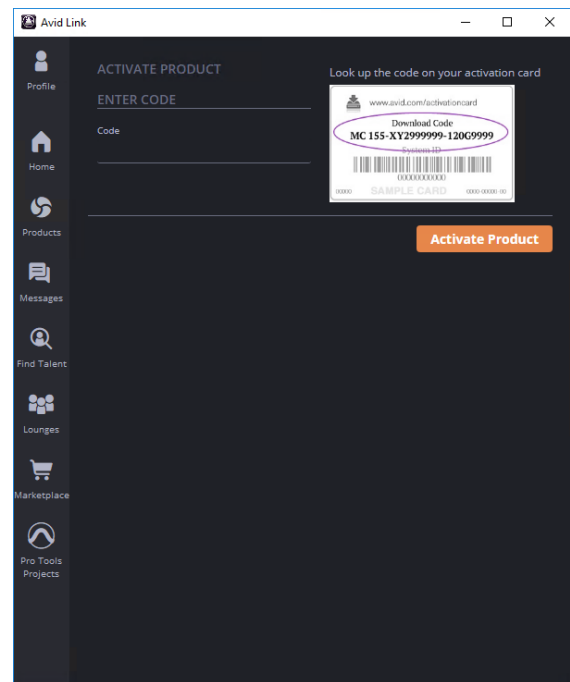 Avid Link
Profile
Home
Products
Messages
Find Talent
Lounges
Marketplace
Pro Tools
Projects
ACTIVATE PRODUCT
ENTER CODE
Code
Look up the code on your activation card
www.avid.com/activationcard
Download Code
MC 155-XY2999999-120G9999
System ID
0000000000
00000 SAMPLE CARD 000-00000-00
Activate Product